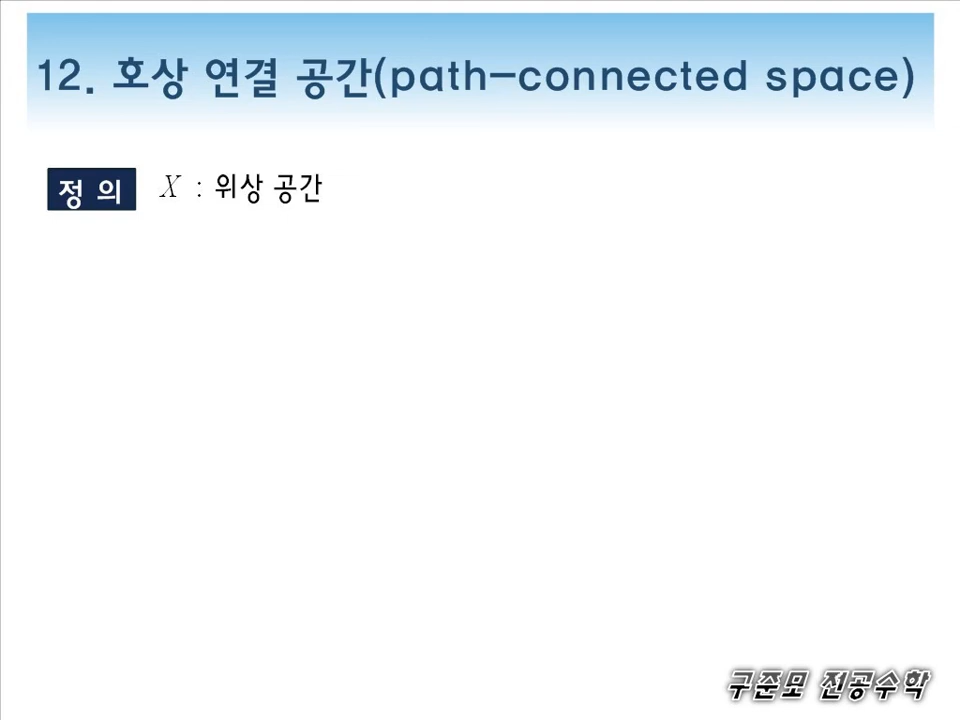 12. 호상 연결 공간(path-connected space)
정 의 X : 위상 공간
구준모 전공수학